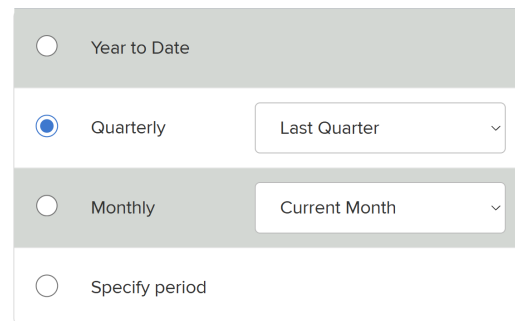 Year to Date
Quarterly Last Quarter
Monthly Current Month
Specify period